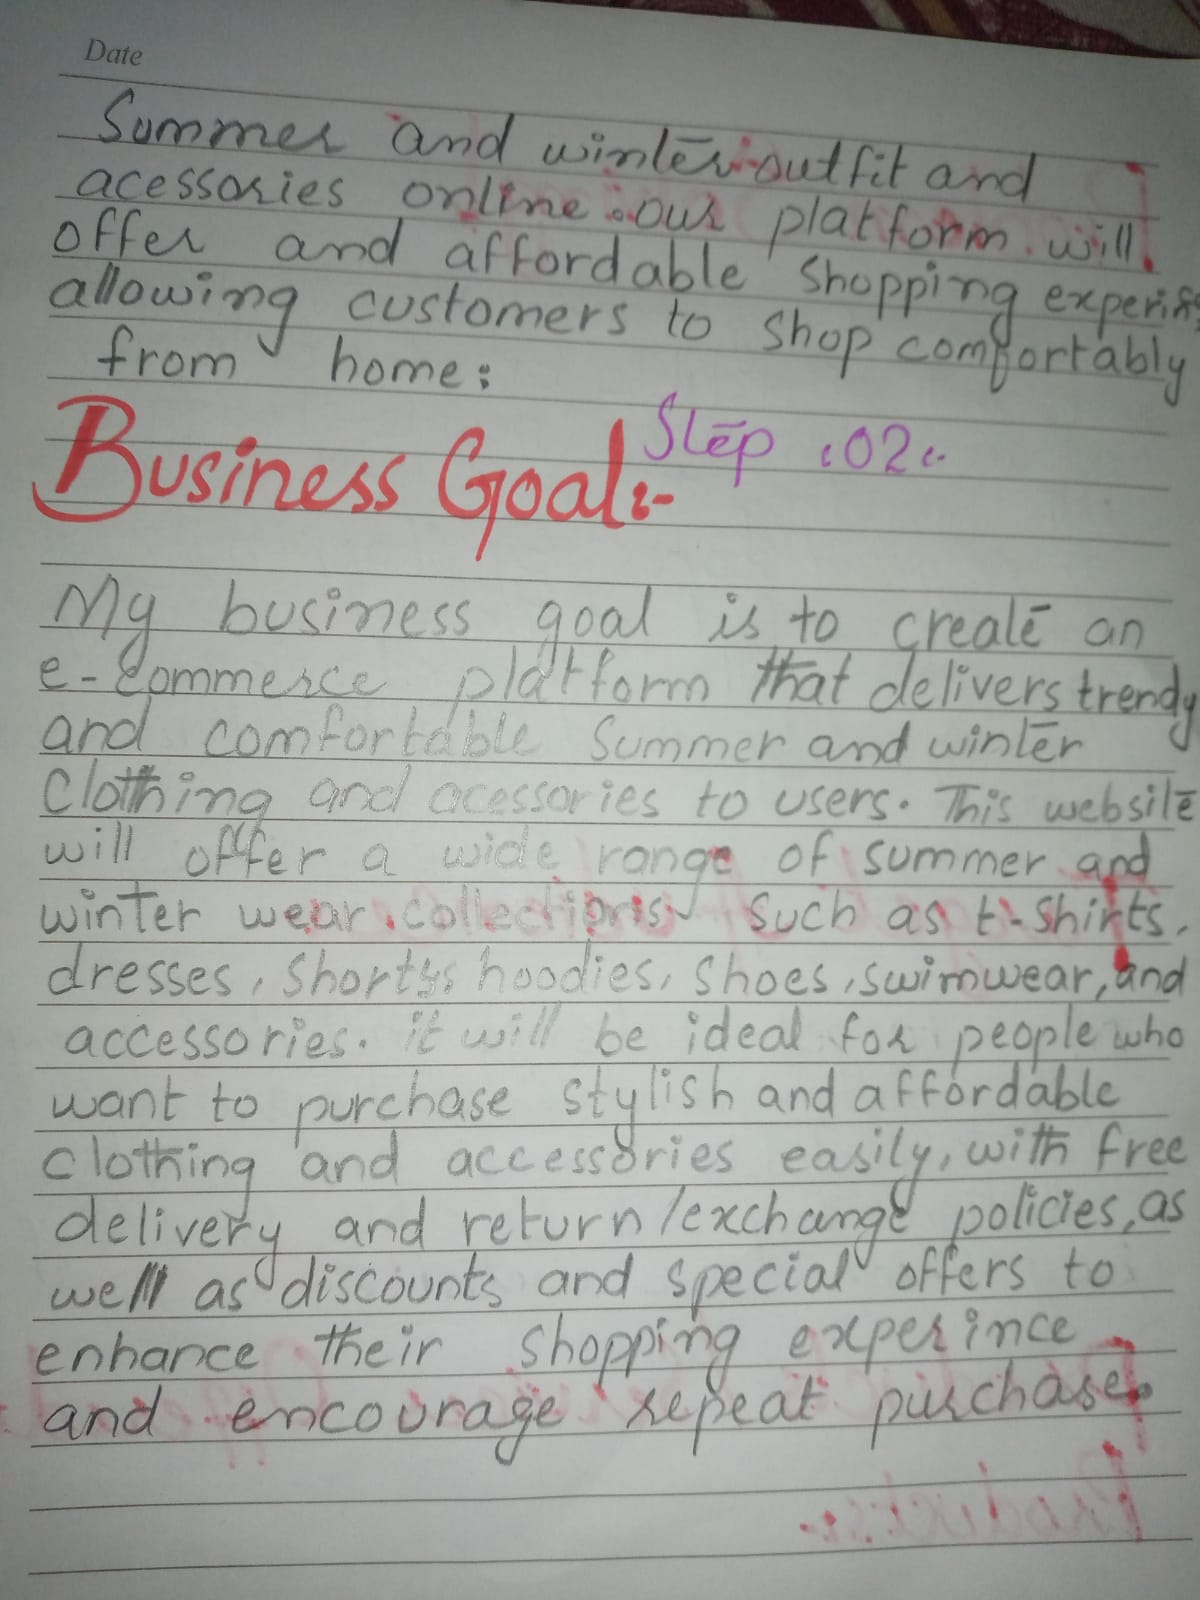 Date
Summer and winter outfit and
acessories online. our platform will
offer and affordable shopping
allowing customers to shop comfortably
from home:
Business Goal:- Step :02:
My business goal is to create an
e-commerce platform that delivers trendy
and comfortable Summer and winter
Clothing and acessories to users. This website
will offer a wide range of summer and
winter wear collections such as t-shirts,
dresses, shorts, hoodies, shoes, swimwear, and
accessories. it will be ideal for people who
want to purchase stylish and affordable
clothing and accessories easily, with free
delivery and return/exchange policies, as
well as discounts and special offers to
enhance their shopping experince
and encourage repeat purchase.